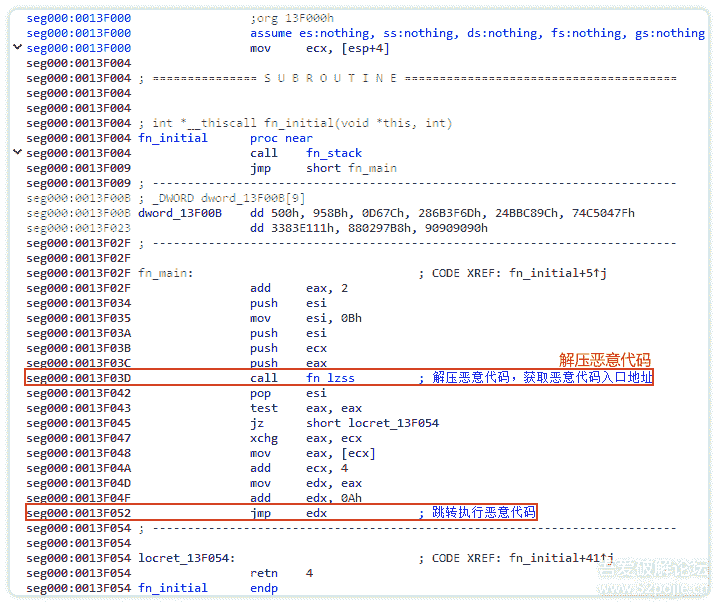 seg000:0013F000 ;org 13F000h
seg000:0013F000 assume es:nothing, ss:nothing, ds:nothing, fs:nothing, gs:nothing
seg000:0013F000 mov ecx, [esp+4]
seg000:0013F004
seg000:0013F004 ; =============== S U B R O U T I N E =======================================
seg000:0013F004
seg000:0013F004
seg000:0013F004 ; int *__thiscall fn_initial(void *this, int)
seg000:0013F004 fn_initial proc near
seg000:0013F004 call fn_stack
seg000:0013F009 jmp short fn_main
seg000:0013F009 ; ---------------------------------------------------------------------------
seg000:0013F00B ; _DWORD dword_13F00B[9]
seg000:0013F00B dword_13F00B dd 500h, 958Bh, 0D67Ch, 286B3F6Dh, 24BBC89Ch, 74C5047Fh
seg000:0013F023 dd 3383E111h, 880297B8h, 90909090h
seg000:0013F02F ; ---------------------------------------------------------------------------
seg000:0013F02F
seg000:0013F02F fn_main: ; CODE XREF: fn_initial+5↑j
seg000:0013F02F add eax, 2
seg000:0013F034 push esi
seg000:0013F035 mov esi, 0Bh
seg000:0013F03A push esi
seg000:0013F03B push ecx
seg000:0013F03C push eax
解压恶意代码
seg000:0013F03D call fn_lzss ; 解压恶意代码，获取恶意代码入口地址
seg000:0013F042 pop esi
seg000:0013F043 test eax, eax
seg000:0013F045 jz short locret_13F054
seg000:0013F047 xchg eax, ecx
seg000:0013F048 mov eax, [ecx]
seg000:0013F04A add ecx, 4
seg000:0013F04D mov edx, eax
seg000:0013F04F add edx, 0Ah
seg000:0013F052 jmp edx ; 跳转执行恶意代码
seg000:0013F054 ; ---------------------------------------------------------------------------
seg000:0013F054
seg000:0013F054 locret_13F054: ; CODE XREF: fn_initial+41↑j
seg000:0013F054 retn 4
seg000:0013F054 fn_initial endp
吾爱破解论坛
www.52pojie.cn